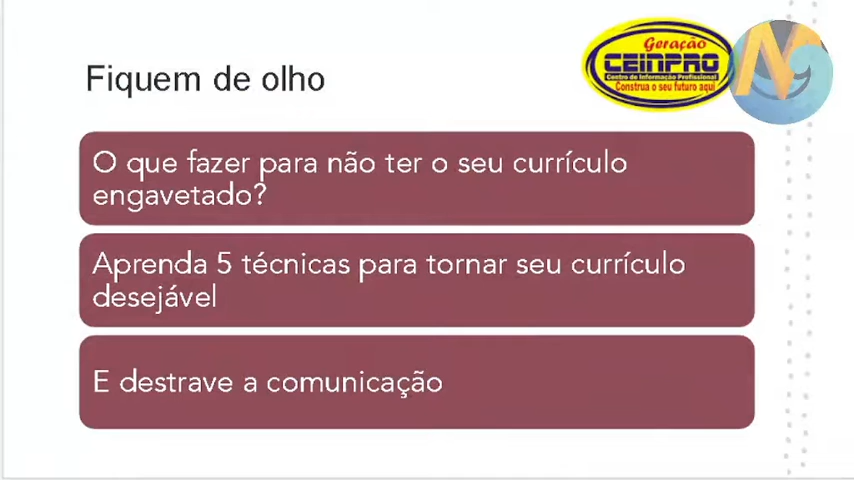 Geração
CEINPRO
Centro de Informação Profissional
Construa o seu futuro aqui
Fiquem de olho
O que fazer para não ter o seu currículo
engavetado?
Aprenda 5 técnicas para tornar seu currículo
desejável
E destrave a comunicação